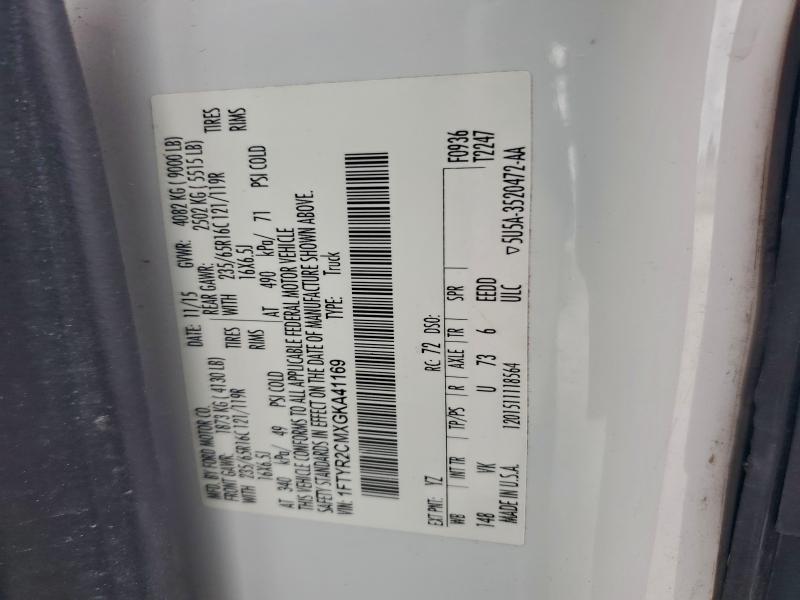 MFD. BY FORD MOTOR CO. DATE: 11/15 GVWR: 4082 KG ( 9000 LB)
FRONT GAWR: 1873 KG ( 4130 LB) REAR GAWR: 2502 KG ( 5515 LB)
WITH 235/65R16C 121/119R TIRES WITH 235/65R16C 121/119R TIRES
16X6.5J RIMS 16X6.5J RIMS
AT 340 kPa/ 49 PSI COLD AT 490 kPa/ 71 PSI COLD
THIS VEHICLE CONFORMS TO ALL APPLICABLE FEDERAL MOTOR VEHICLE
SAFETY STANDARDS IN EFFECT ON THE DATE OF MANUFACTURE SHOWN ABOVE.
VIN: 1FTYR2CMXGKA41169 TYPE: Truck
EXT PNT: YZ RC: 72 DSO: F0936
WB INT TR TP/PS R AXLE TR SPR T2247
148 VK U 73 6 EEDD
MADE IN U.S.A. 12015111118564 ULC ▽5U5A-3520472-AA